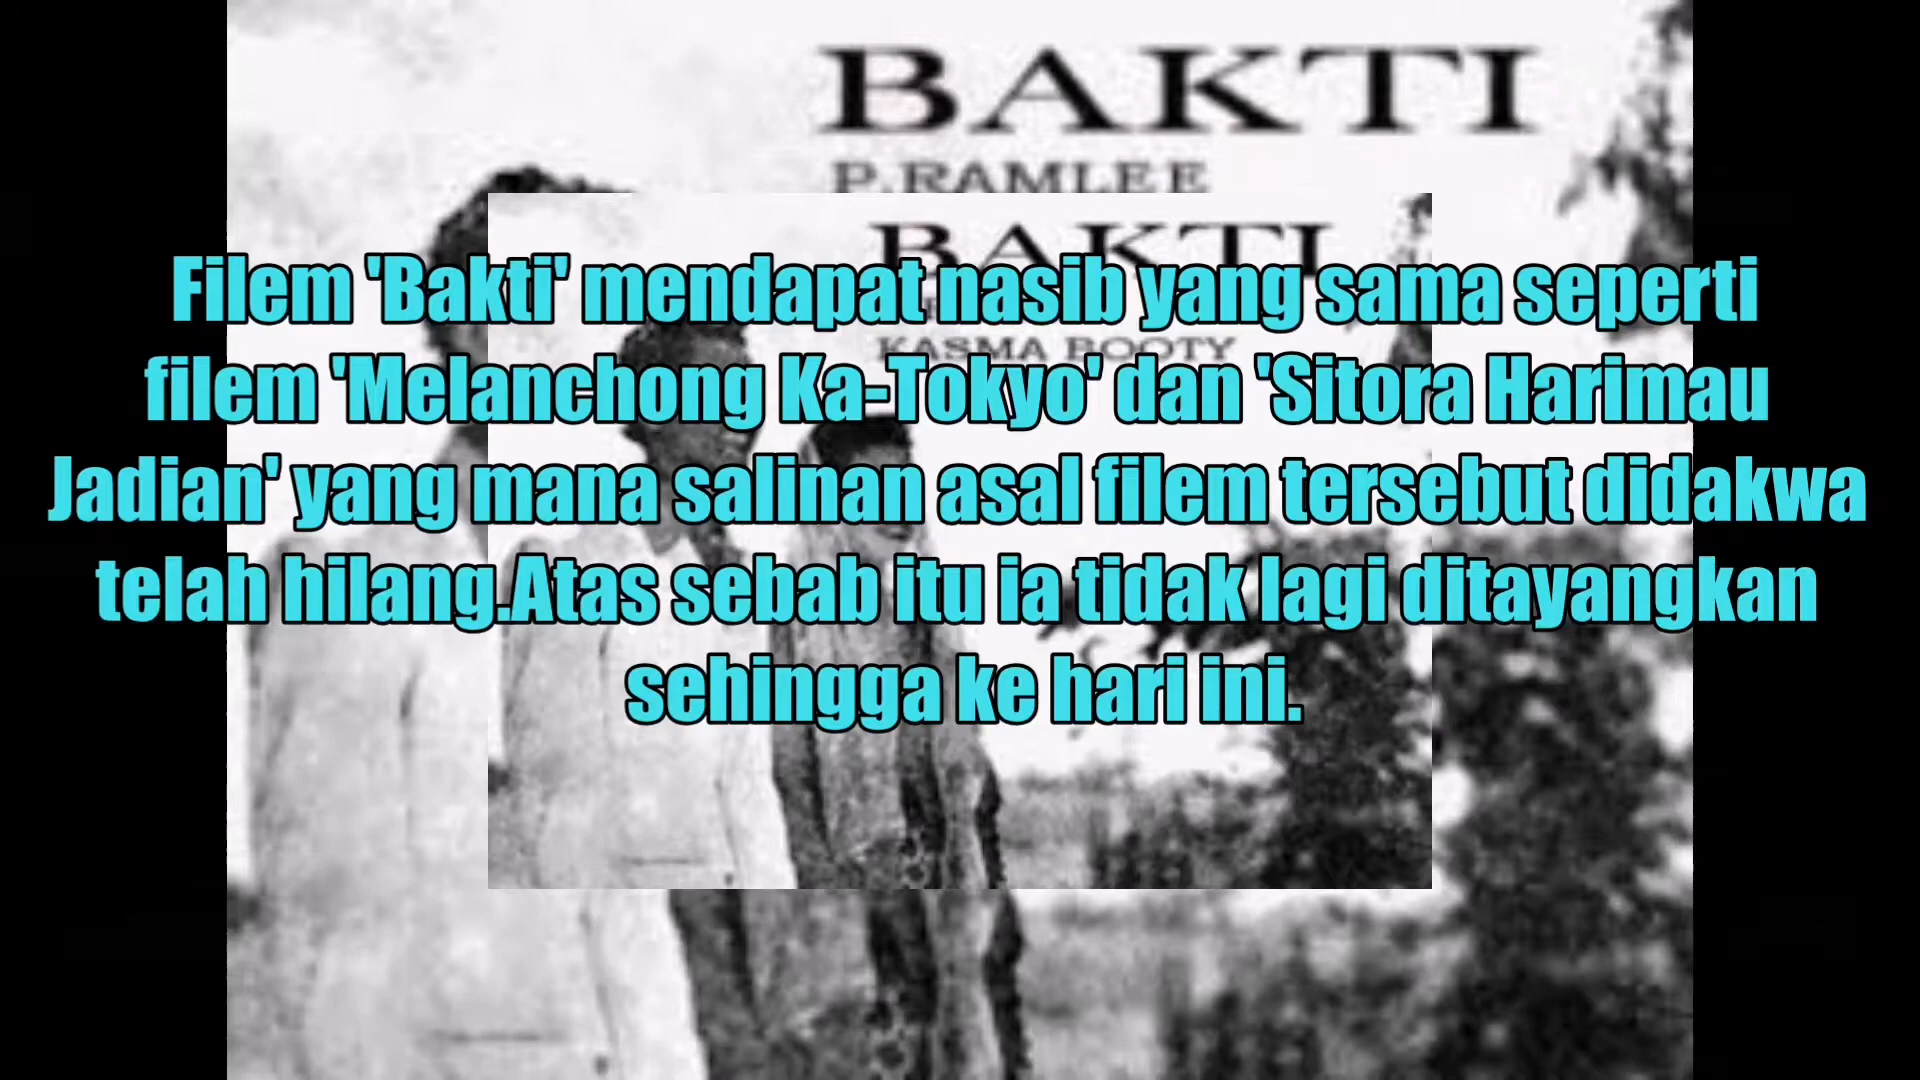 BAKTI
P.RAMLEE
BAKTI
KASMA BOOTY
Filem 'Bakti' mendapat nasib yang sama seperti
filem 'Melanchong Ka-Tokyo' dan 'Sitora Harimau
Jadian' yang mana salinan asal filem tersebut didakwa
telah hilang.Atas sebab itu ia tidak lagi ditayangkan
sehingga ke hari ini.